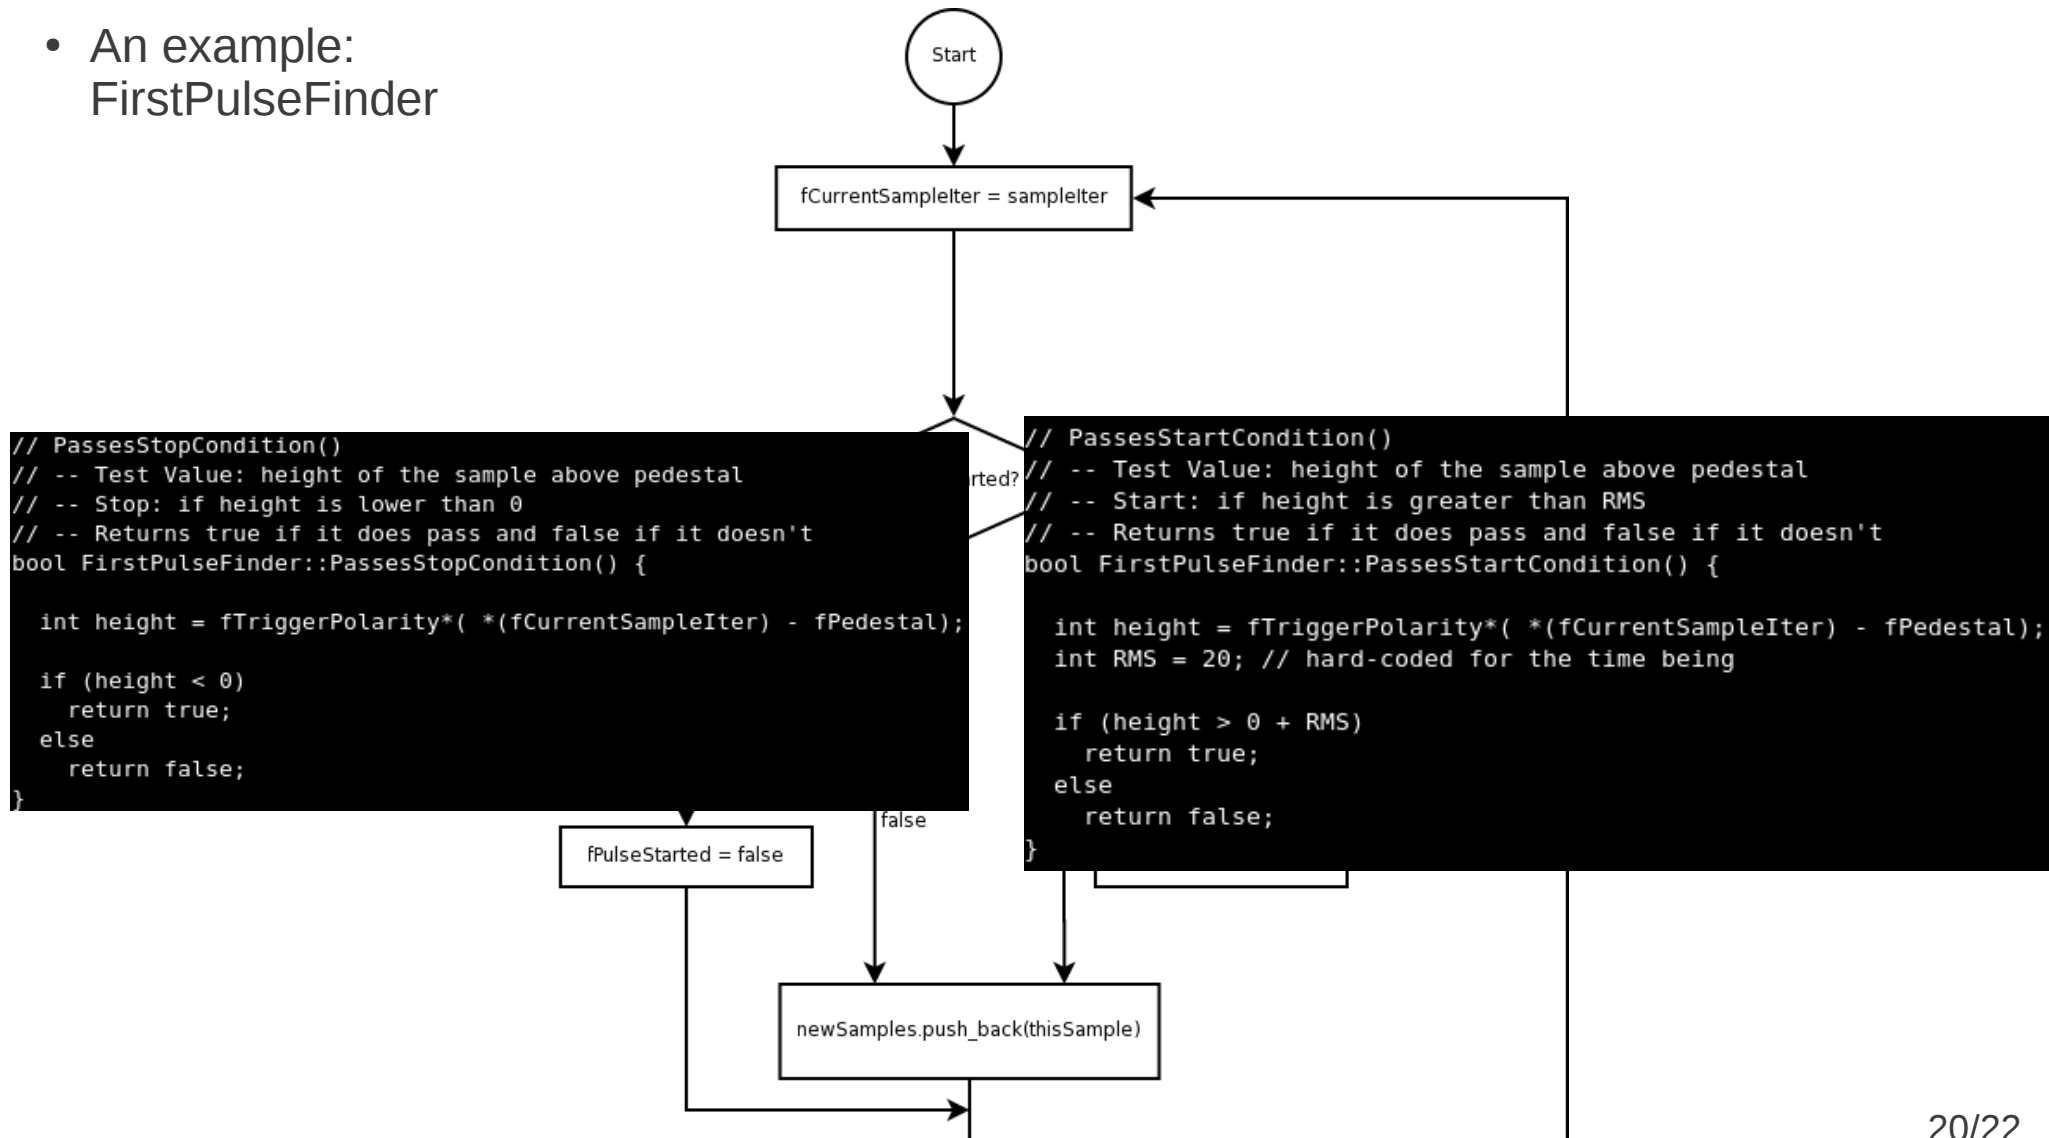 • An example:
FirstPulseFinder
Start
fCurrentSampleIter = sampleIter
// PassesStopCondition()
// -- Test Value: height of the sample above pedestal
// -- Stop: if height is lower than 0
// -- Returns true if it does pass and false if it doesn't
bool FirstPulseFinder::PassesStopCondition() {
int height = fTriggerPolarity*( *(fCurrentSampleIter) - fPedestal);
if (height < 0)
return true;
else
return false;
}
// PassesStartCondition()
// -- Test Value: height of the sample above pedestal
// -- Start: if height is greater than RMS
// -- Returns true if it does pass and false if it doesn't
bool FirstPulseFinder::PassesStartCondition() {
int height = fTriggerPolarity*( *(fCurrentSampleIter) - fPedestal);
int RMS = 20; // hard-coded for the time being
if (height > 0 + RMS)
return true;
else
return false;
}
false
fPulseStarted = false
newSamples.push_back(thisSample)
20/22